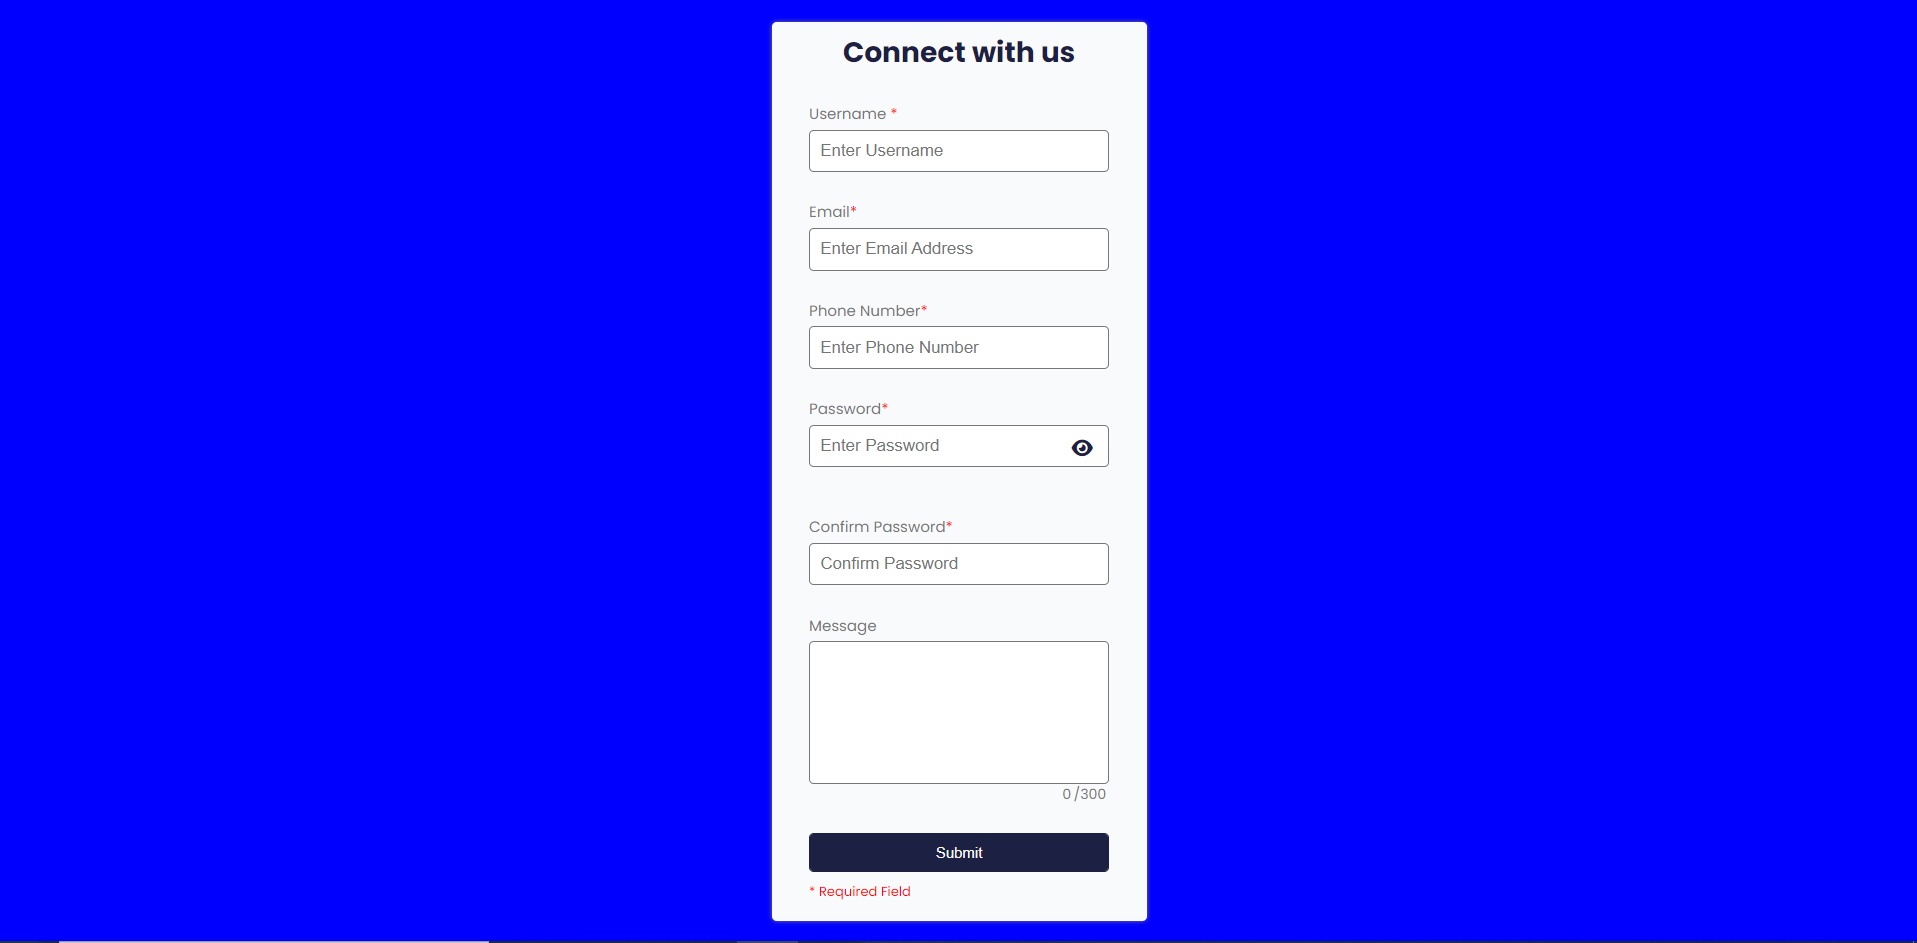 Connect with us
Username *
Enter Username
Email*
Enter Email Address
Phone Number*
Enter Phone Number
Password*
Enter Password
Confirm Password*
Confirm Password
Message
0 /300
Submit
* Required Field